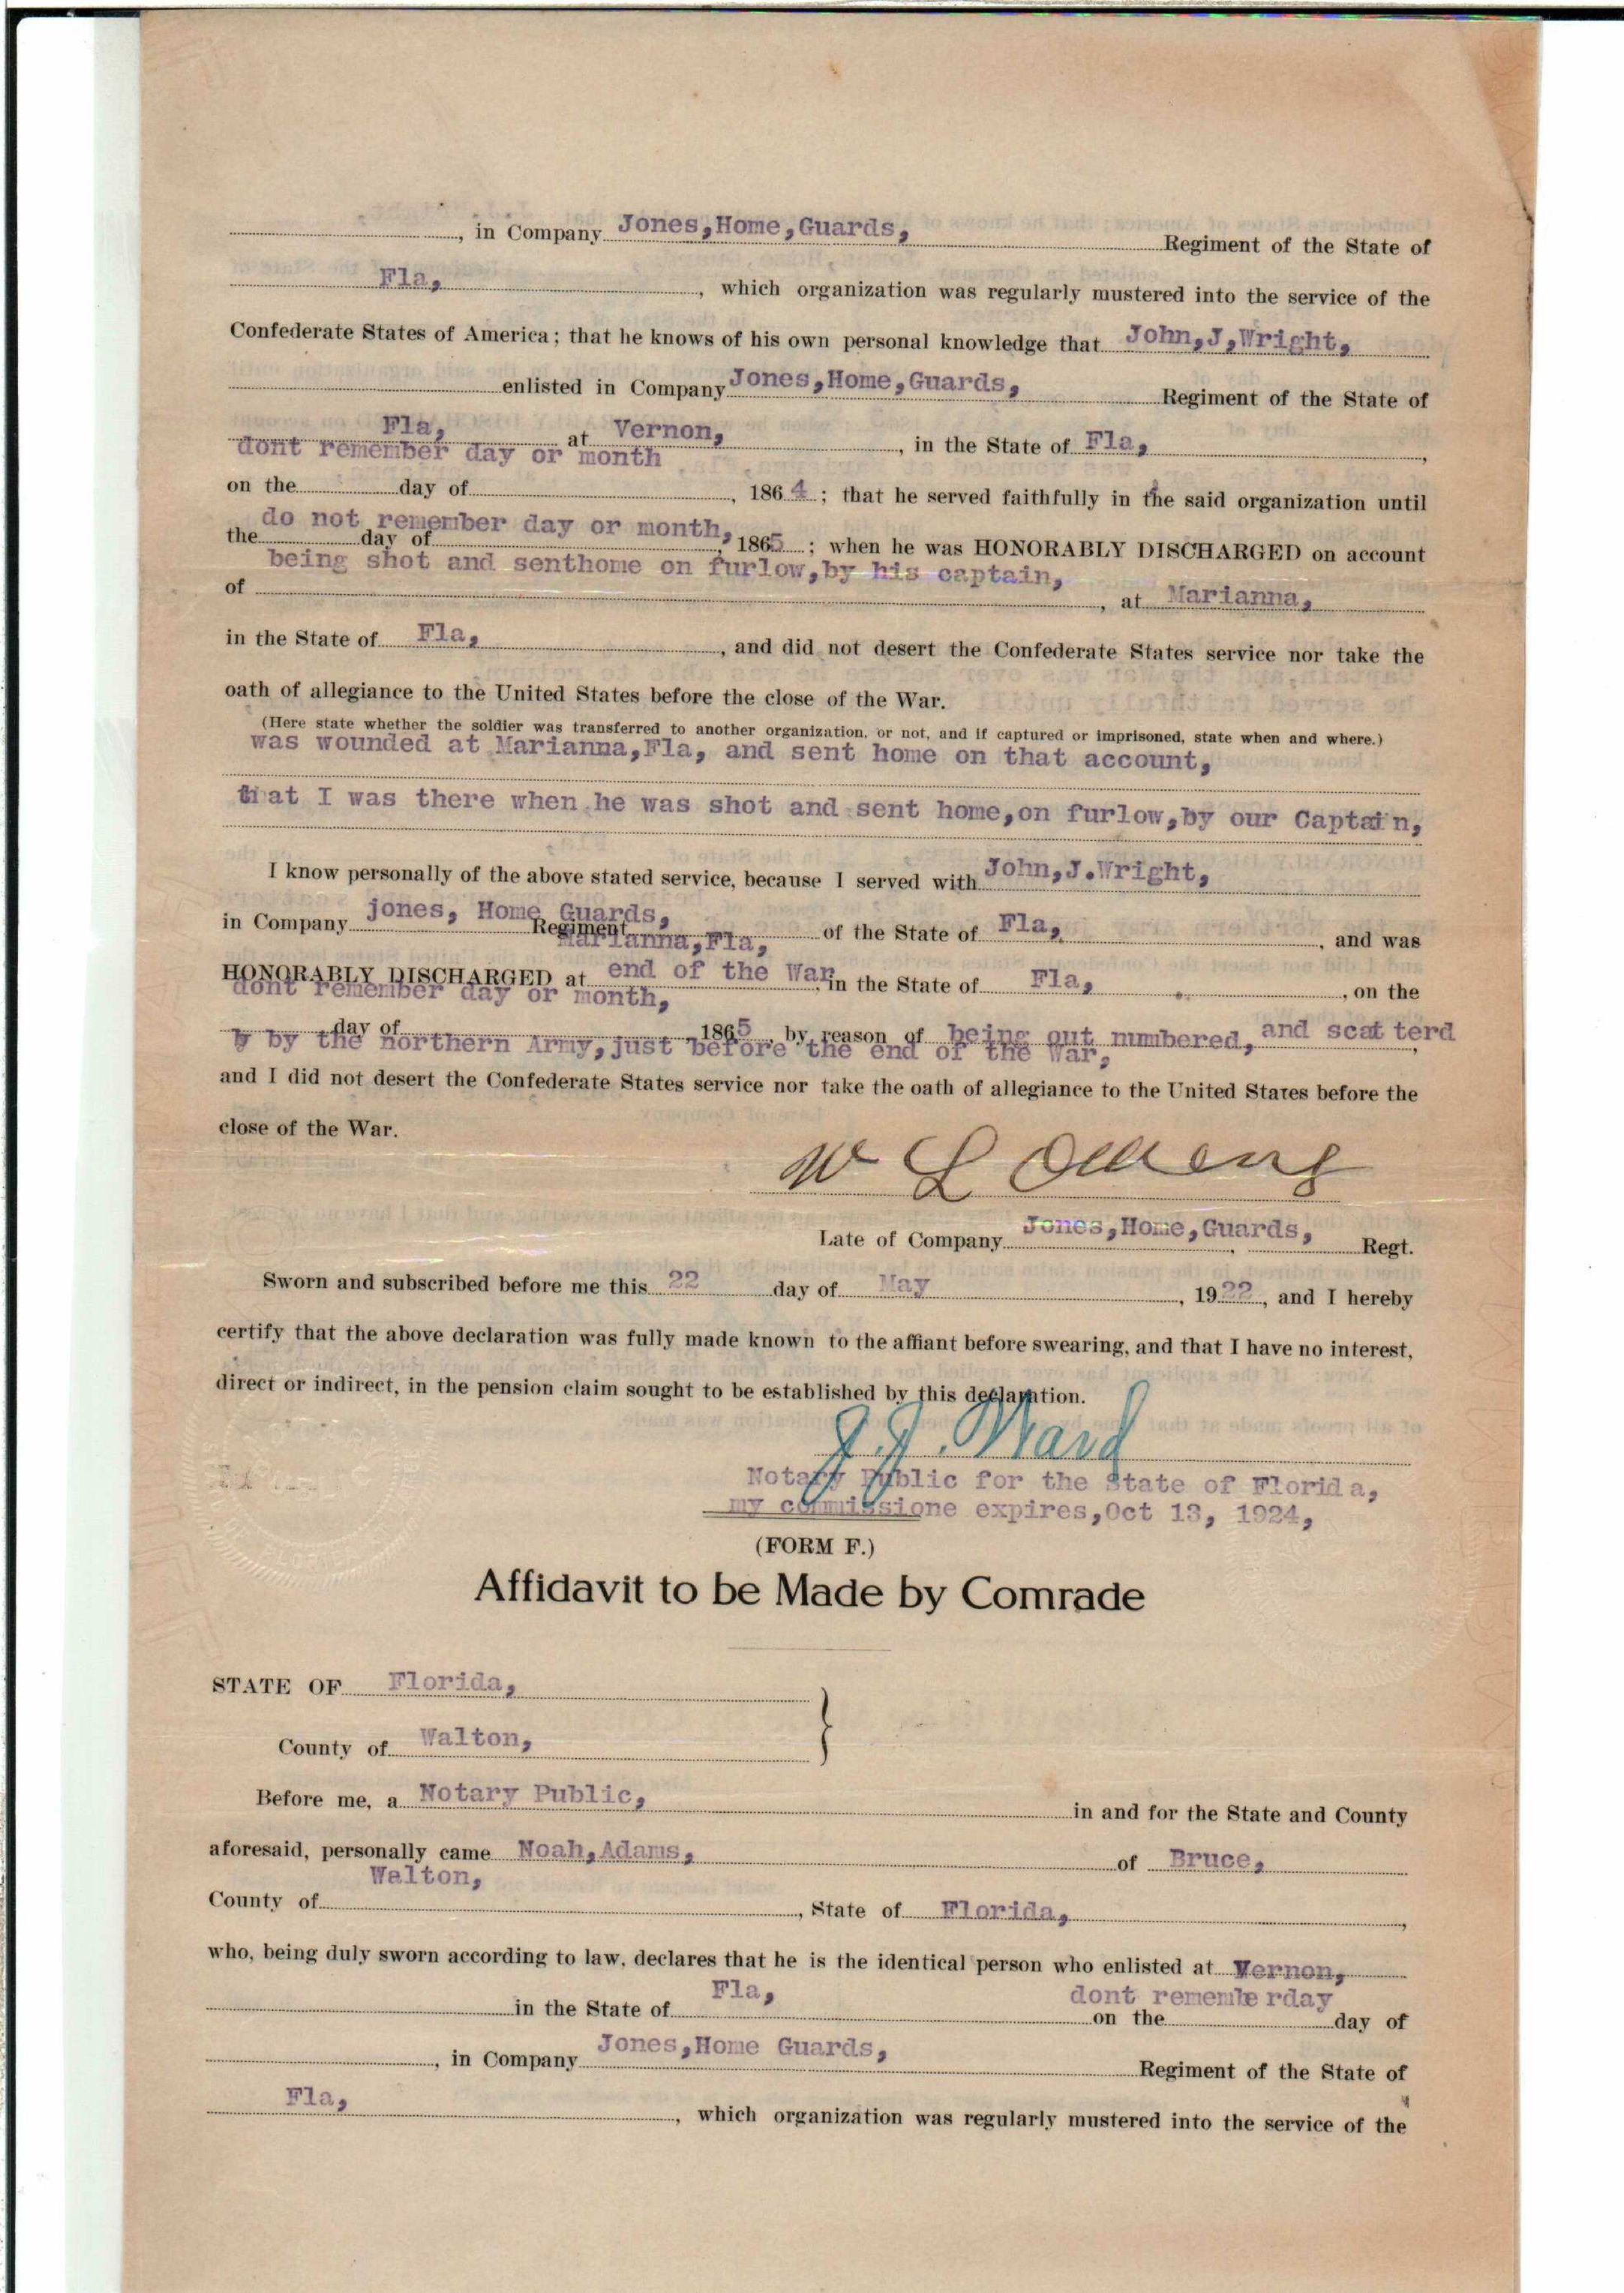 , in Company Jones,Home,Guards, Regiment of the State of
Fla, , which organization was regularly mustered into the service of the
Confederate States of America; that he knows of his own personal knowledge that John,J,Wright,
enlisted in Company Jones,Home,Guards, Regiment of the State of
Fla, at Vernon, , in the State of Fla, ,
dont remember day or month
on the day of , 1864 ; that he served faithfully in the said organization until
do not remember day or month,
the day of , 1865 ; when he was HONORABLY DISCHARGED on account
being shot and senthome on furlow,by his captain,
of , at Marianna,
in the State of Fla, , and did not desert the Confederate States service nor take the
oath of allegiance to the United States before the close of the War.
(Here state whether the soldier was transferred to another organization, or not, and if captured or imprisoned, state when and where.)
was wounded at Marianna,Fla, and sent home on that account,
that I was there when he was shot and sent home,on furlow,by our Captain,
I know personally of the above stated service, because I served with John,J.Wright,
in Company jones, Home Guards, Regiment of the State of Fla, , and was
Marianna,Fla,
HONORABLY DISCHARGED at end of the War, in the State of Fla, , on the
dont remember day or month,
day of , 1865 , by reason of being out numbered, and scat terd
by the northern Army,just before the end of the War,
and I did not desert the Confederate States service nor take the oath of allegiance to the United States before the
close of the War.
W L
Late of Company Jones,Home,Guards, Regt.
Sworn and subscribed before me this 22 day of May , 1922, and I hereby
certify that the above declaration was fully made known to the affiant before swearing, and that I have no interest,
direct or indirect, in the pension claim sought to be established by this declaration.
J. J. Ward
Notary Public for the State of Florida,
my commissione expires,Oct 13, 1924,
(FORM F.)
Affidavit to be Made by Comrade
STATE OF Florida,
County of Walton,
Before me, a Notary Public, in and for the State and County
aforesaid, personally came Noah,Adams, of Bruce,
Walton,
County of , State of Florida, ,
who, being duly sworn according to law, declares that he is the identical person who enlisted at Vernon,
in the State of Fla, on the dont remembe rday day of
, in Company Jones,Home Guards, Regiment of the State of
Fla, , which organization was regularly mustered into the service of the